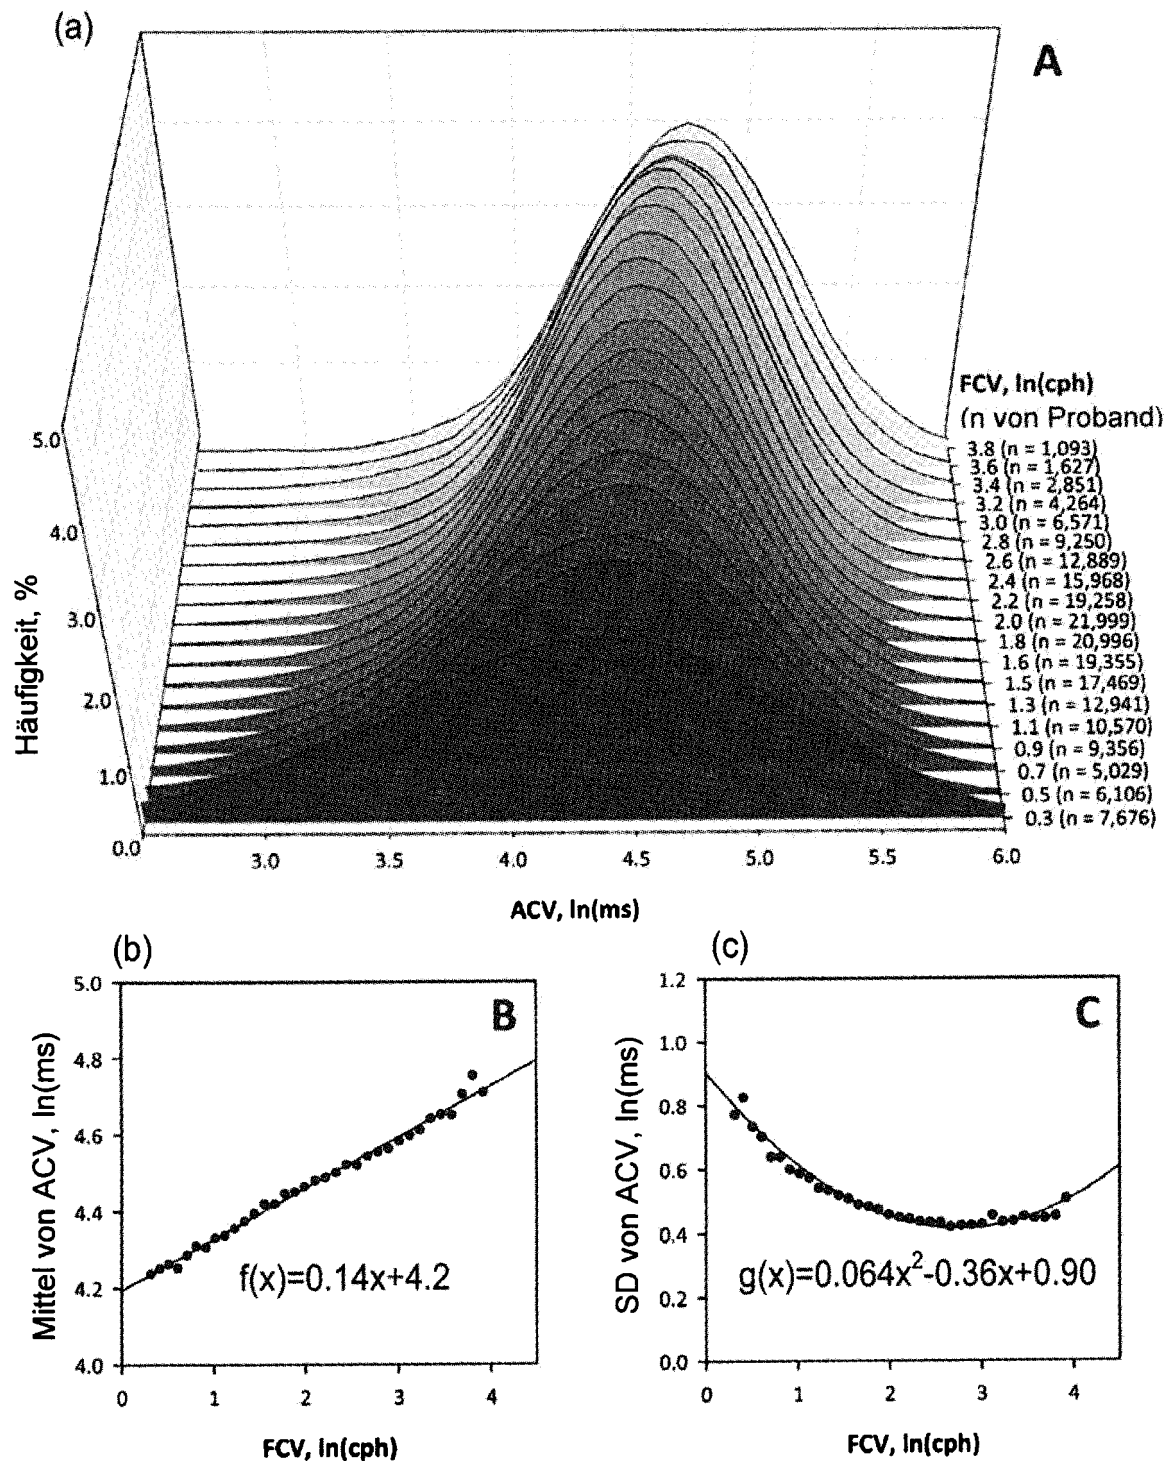 (a)
A
FCV, ln(cph)
(n von Proband)
3.8 (n = 1,093)
3.6 (n = 1,627)
3.4 (n = 2,851)
3.2 (n = 4,264)
3.0 (n = 6,571)
2.8 (n = 9,250)
2.6 (n = 12,889)
2.4 (n = 15,968)
2.2 (n = 19,258)
2.0 (n = 21,999)
1.8 (n = 20,996)
1.6 (n = 19,355)
1.5 (n = 17,469)
1.3 (n = 12,941)
1.1 (n = 10,570)
0.9 (n = 9,356)
0.7 (n = 5,029)
0.5 (n = 6,106)
0.3 (n = 7,676)
Häufigkeit, %
5.0
4.0
3.0
2.0
1.0
0.0
3.0 3.5 4.0 4.5 5.0 5.5 6.0
ACV, ln(ms)
(b)
B
Mittel von ACV, ln(ms)
5.0
4.8
4.6
4.4
4.2
4.0
f(x)=0.14x+4.2
0 1 2 3 4
FCV, ln(cph)
(c)
C
SD von ACV, ln(ms)
1.2
1.0
0.8
0.6
0.4
0.2
0.0
g(x)=0.064x²-0.36x+0.90
0 1 2 3 4
FCV, ln(cph)